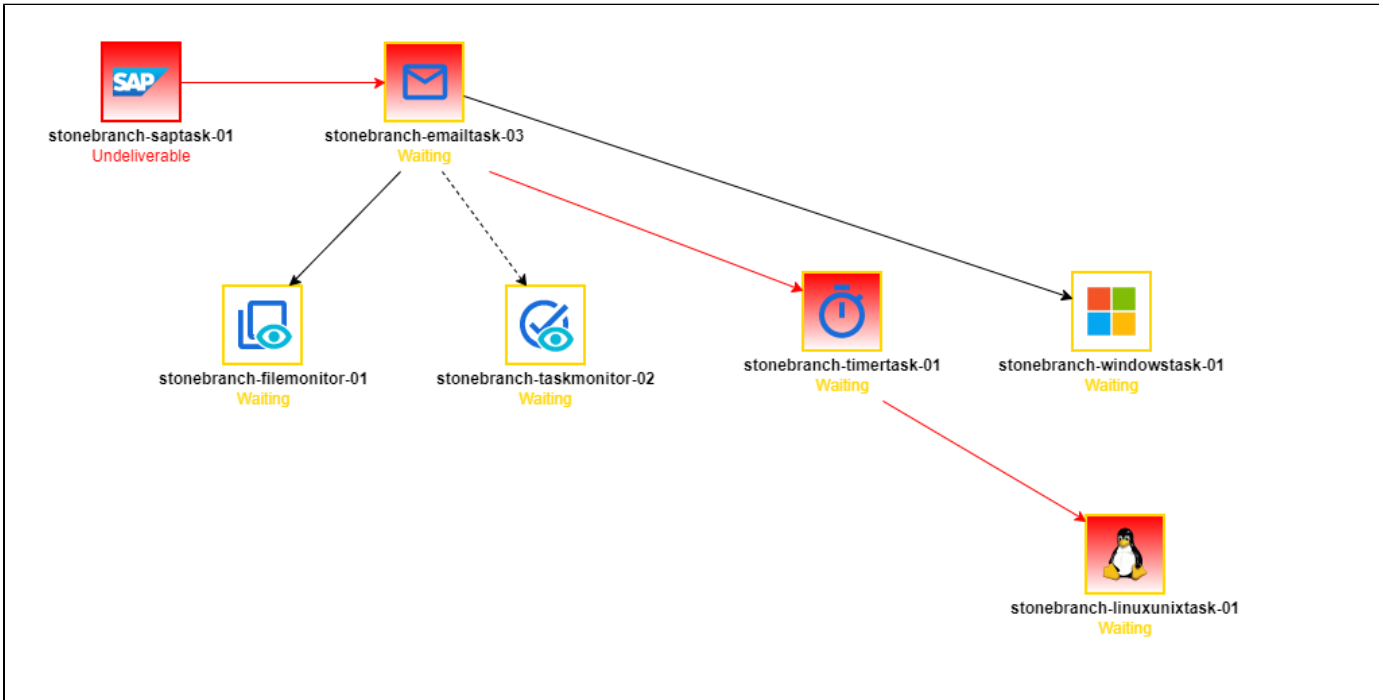 SAP
stonebranch-saptask-01
Undeliverable
stonebranch-emailtask-03
Waiting
stonebranch-filemonitor-01
Waiting
stonebranch-taskmonitor-02
Waiting
stonebranch-timertask-01
Waiting
stonebranch-windowstask-01
Waiting
stonebranch-linuxunixtask-01
Waiting